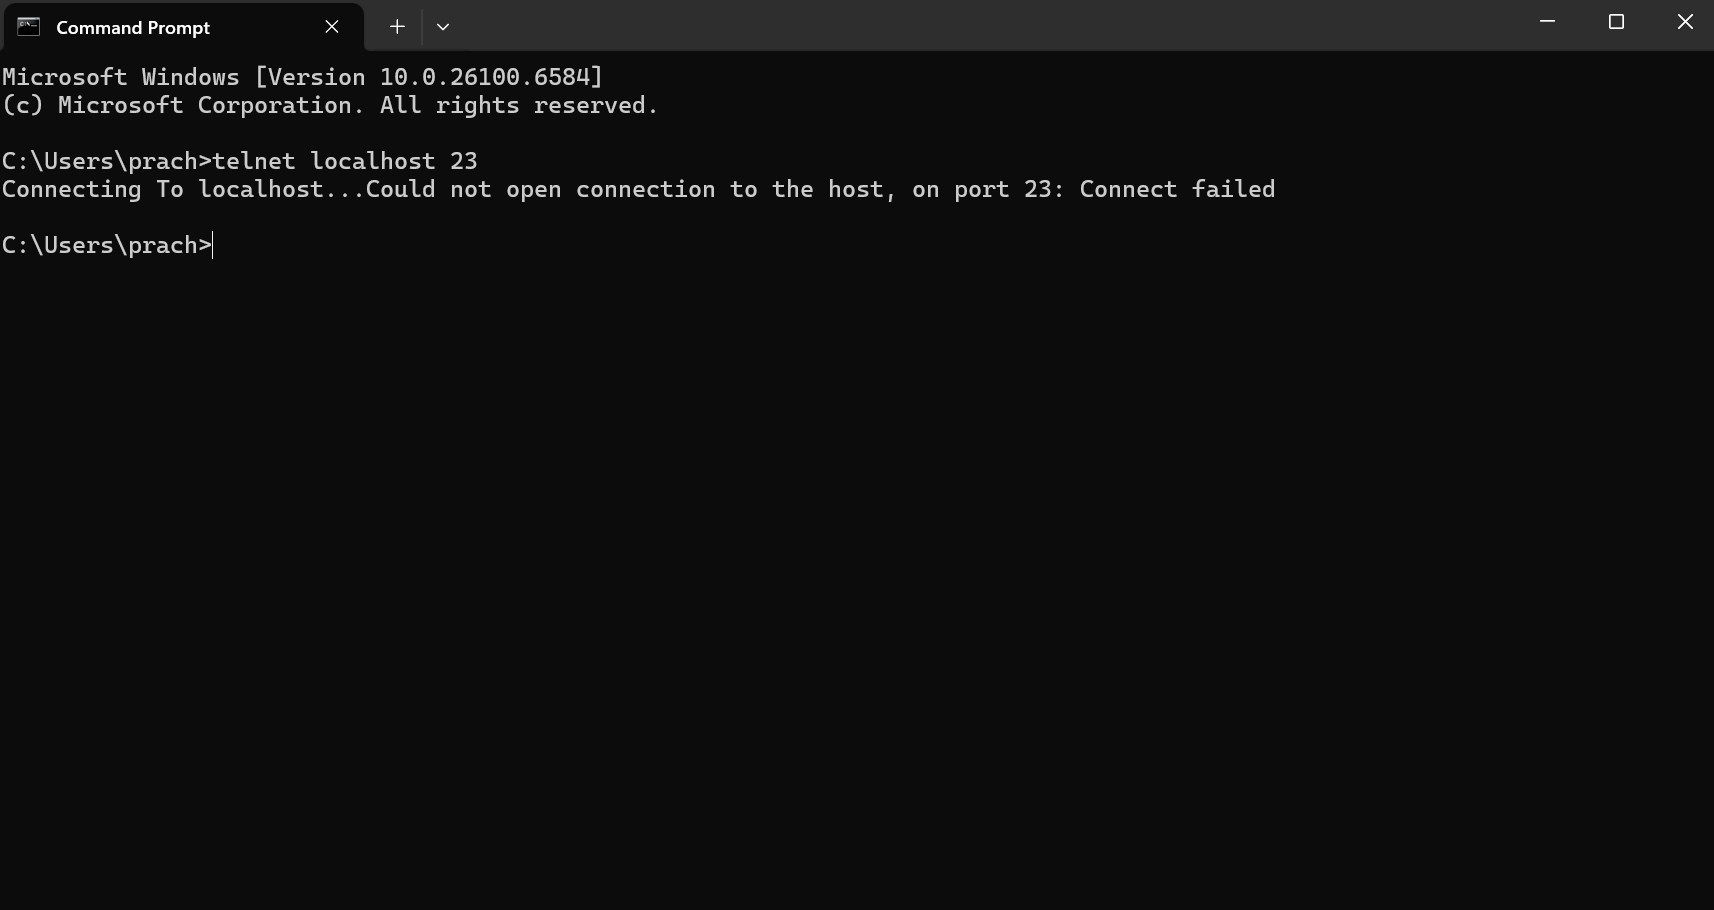 Command Prompt
Microsoft Windows [Version 10.0.26100.6584]
(c) Microsoft Corporation. All rights reserved.
C:\Users\prach>telnet localhost 23
Connecting To localhost...Could not open connection to the host, on port 23: Connect failed
C:\Users\prach>